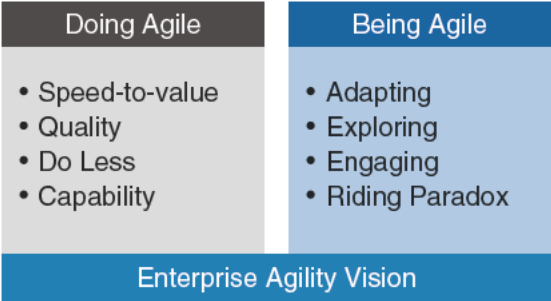 Doing Agile
• Speed-to-value
• Quality
• Do Less
• Capability
Being Agile
• Adapting
• Exploring
• Engaging
• Riding Paradox
Enterprise Agility Vision